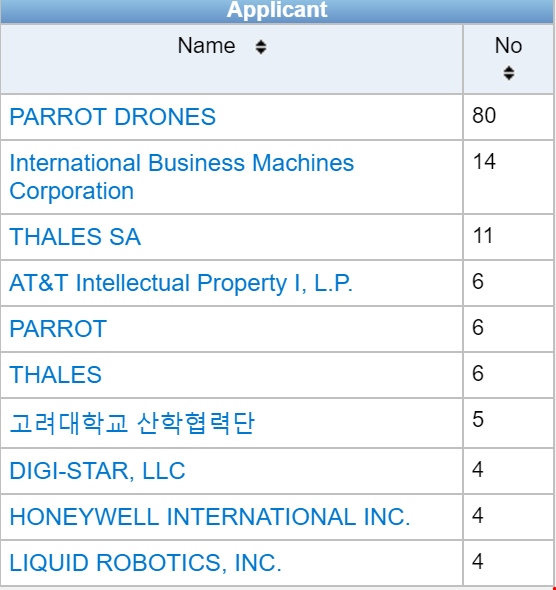 Applicant
Name No
PARROT DRONES 80
International Business Machines 14
Corporation
THALES SA 11
AT&T Intellectual Property I, L.P. 6
PARROT 6
THALES 6
고려대학교 산학협력단 5
DIGI-STAR, LLC 4
HONEYWELL INTERNATIONAL INC. 4
LIQUID ROBOTICS, INC. 4